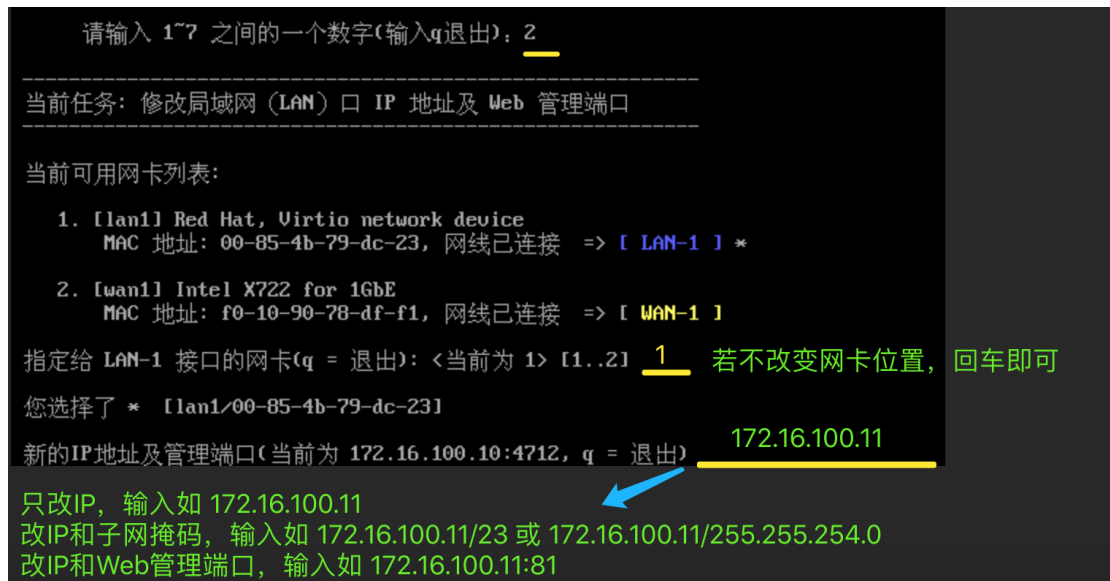 请输入 1~7 之间的一个数字(输入q退出): 2
当前任务: 修改局域网 (LAN) 口 IP 地址及 Web 管理端口
当前可用网卡列表:
1. [lan1] Red Hat, Virtio network device
MAC 地址: 00-85-4b-79-dc-23, 网线已连接 => [ LAN-1 ] *
2. [wan1] Intel X722 for 1GbE
MAC 地址: f0-10-90-78-df-f1, 网线已连接 => [ WAN-1 ]
指定给 LAN-1 接口的网卡(q = 退出): <当前为 1> [1..2] 1 若不改变网卡位置，回车即可
您选择了 * [lan1/00-85-4b-79-dc-23]
新的IP地址及管理端口(当前为 172.16.100.10:4712, q = 退出) 172.16.100.11
只改IP，输入如 172.16.100.11
改IP和子网掩码，输入如 172.16.100.11/23 或 172.16.100.11/255.255.254.0
改IP和Web管理端口，输入如 172.16.100.11:81